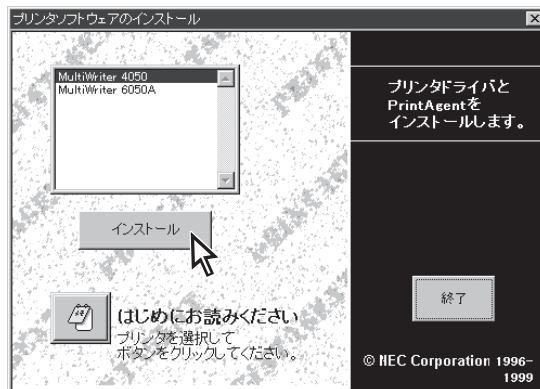 プリンタソフトウェアのインストール
MultiWriter 4050
MultiWriter 6050A
プリンタドライバと
PrintAgentを
インストールします。
インストール
はじめにお読みください
プリンタを選択して
ボタンをクリックしてください。
終了
© NEC Corporation 1996-
1999